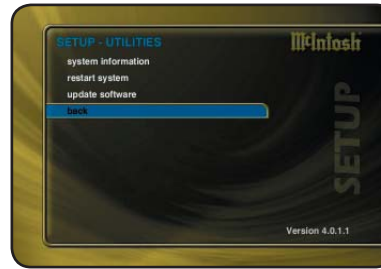 SETUP - UTILITIES
McIntosh
system information
restart system
update software
back
SETUP
Version 4.0.1.1